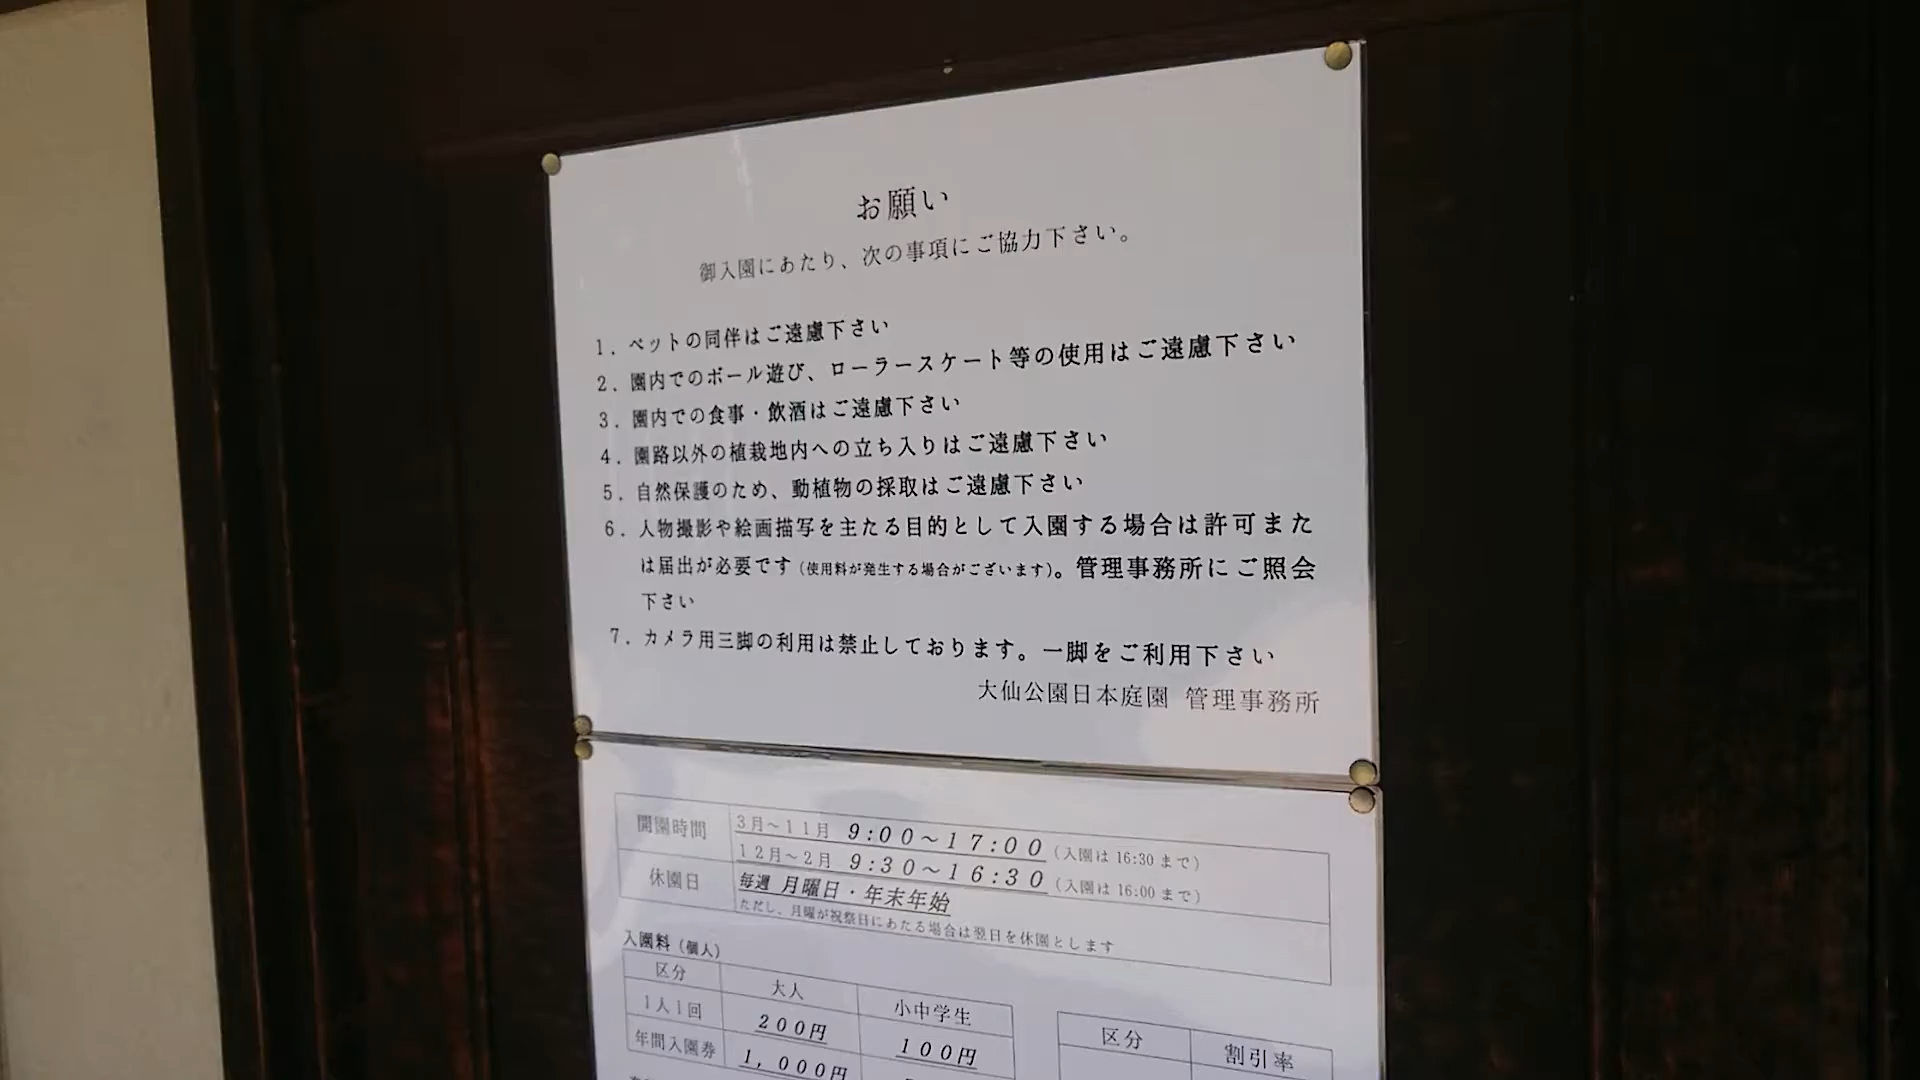 お願い
御入園にあたり、次の事項にご協力下さい。
1．ペットの同伴はご遠慮下さい
2．園内でのボール遊び、ローラースケート等の使用はご遠慮下さい
3．園内での食事・飲酒はご遠慮下さい
4．園路以外の植栽地内への立ち入りはご遠慮下さい
5．自然保護のため、動植物の採取はご遠慮下さい
6．人物撮影や絵画描写を主たる目的として入園する場合は許可また
は届出が必要です（使用料が発生する場合がございます）。管理事務所にご照会
下さい
7．カメラ用三脚の利用は禁止しております。一脚をご利用下さい
大仙公園日本庭園 管理事務所
開園時間
3月～11月 9:00～17:00（入園は16:30まで）
12月～2月 9:30～16:30（入園は16:00まで）
休園日
毎週 月曜日・年末年始
ただし、月曜が祝祭日にあたる場合は翌日を休園とします
入園料（個人）
区分 大人 小中学生
1人1回 200円 100円
年間入園券 1,000円
区分 割引率